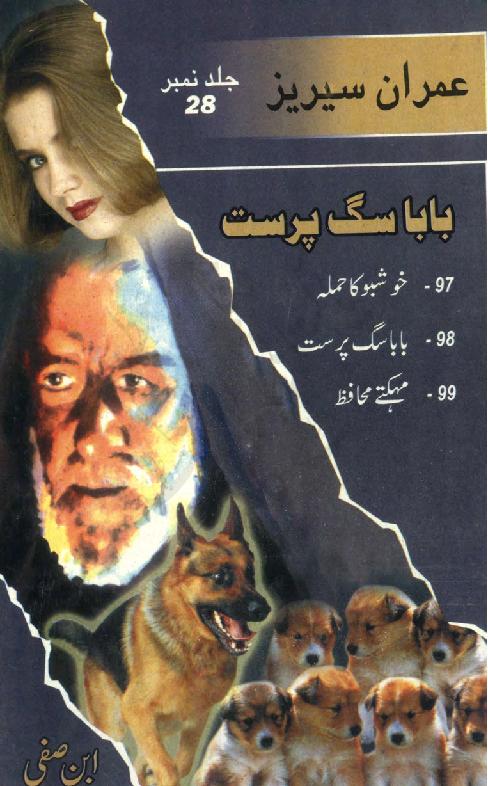 عمران سیریز
جلد نمبر
28
بابا سگ پرست
97- خوشبو کا حملہ
98- بابا سگ پرست
99- مہکتے محافظ
ابن صفی